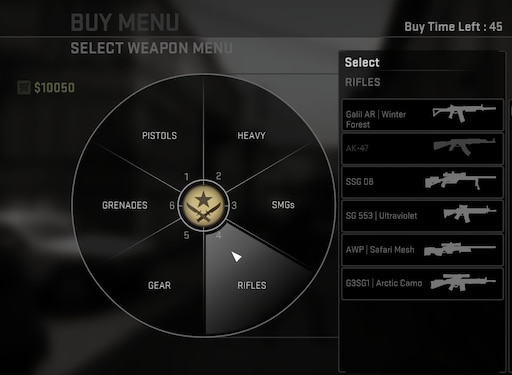 BUY MENU
Buy Time Left : 45
SELECT WEAPON MENU
$10050
Select
RIFLES
Galil AR | Winter
Forest
AK-47
SSG 08
SG 553 | Ultraviolet
AWP | Safari Mesh
G3SG1 | Arctic Camo
PISTOLS
HEAVY
1 2
GRENADES
6 3
SMGs
5 4
GEAR
RIFLES